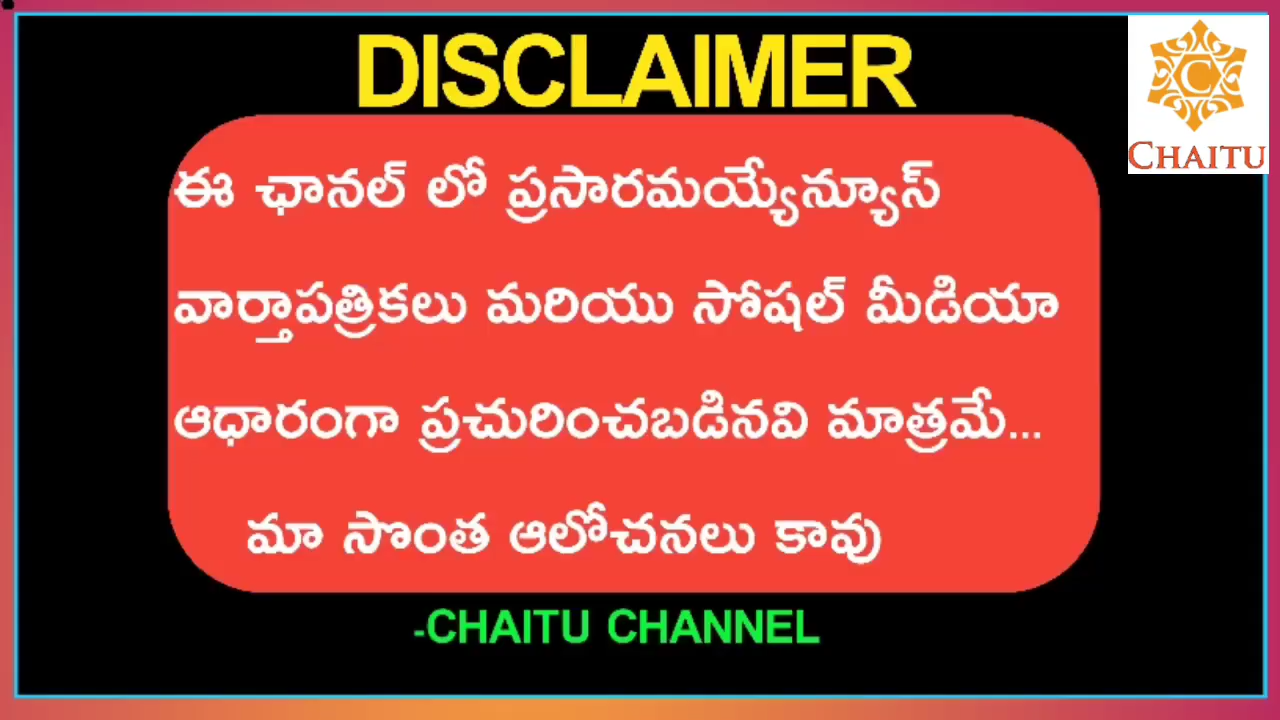 DISCLAIMER
C
CHAITU
ఈ ఛానల్ లో ప్రసారమయ్యేన్యూస్
వార్తాపత్రికలు మరియు సోషల్ మీడియా
ఆధారంగా ప్రచురించబడినవి మాత్రమే...
మా సొంత ఆలోచనలు కావు
-CHAITU CHANNEL